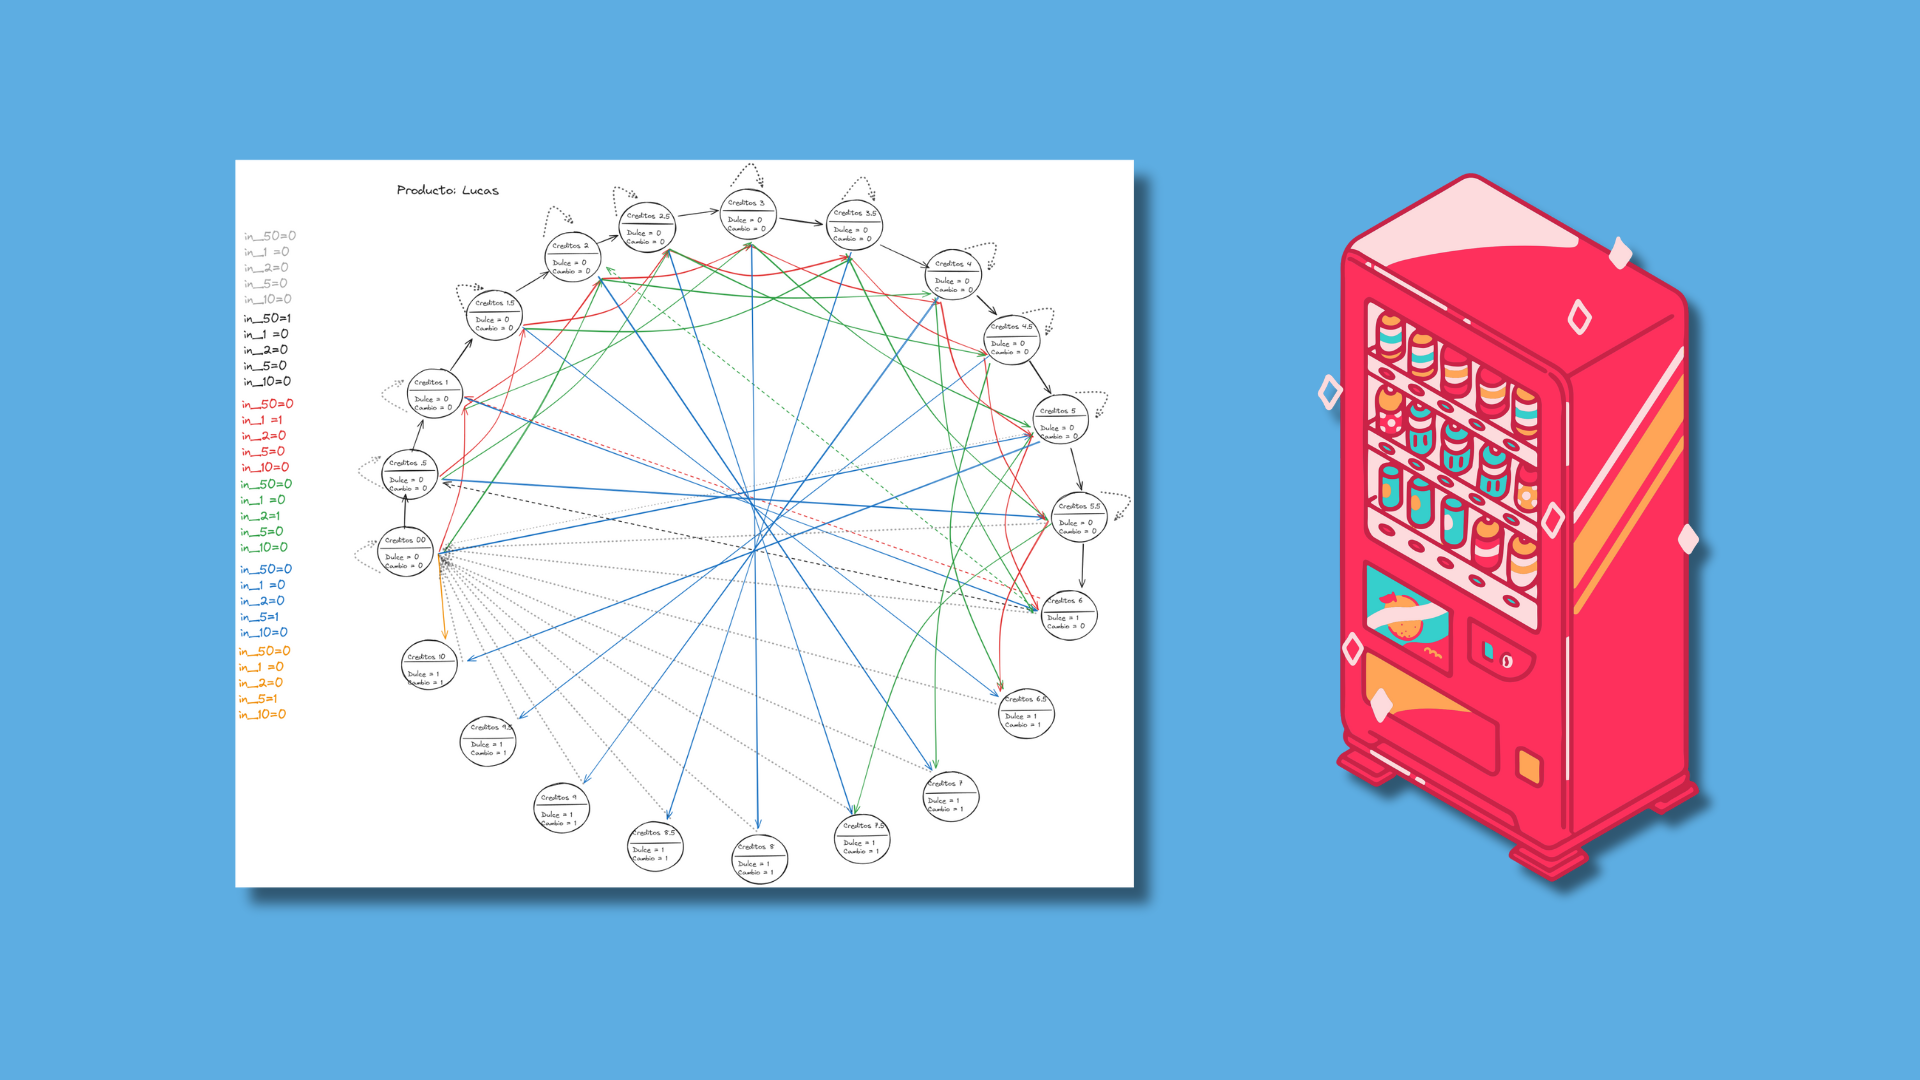 Producto: Lucas
in_50=0
in_1 =0
in_2=0
in_5=0
in_10=0
in_50=1
in_1 =0
in_2=0
in_5=0
in_10=0
in_50=0
in_1 =1
in_2=0
in_5=0
in_10=0
in_50=0
in_1 =0
in_2=1
in_5=0
in_10=0
in_50=0
in_1 =0
in_2=0
in_5=1
in_10=0
in_50=0
in_1 =0
in_2=0
in_5=1
in_10=0
Creditos 00
Dulce = 0
Cambio = 0
Creditos .5
Dulce = 0
Cambio = 0
Creditos 1
Dulce = 0
Cambio = 0
Creditos 1.5
Dulce = 0
Cambio = 0
Creditos 2
Dulce = 0
Cambio = 0
Creditos 2.5
Dulce = 0
Cambio = 0
Creditos 3
Dulce = 0
Cambio = 0
Creditos 3.5
Dulce = 0
Cambio = 0
Creditos 4
Dulce = 0
Cambio = 0
Creditos 4.5
Dulce = 0
Cambio = 0
Creditos 5
Dulce = 0
Cambio = 0
Creditos 5.5
Dulce = 0
Cambio = 0
Creditos 6
Dulce = 1
Cambio = 0
Creditos 6.5
Dulce = 1
Cambio = 1
Creditos 7
Dulce = 1
Cambio = 1
Creditos 7.5
Dulce = 1
Cambio = 1
Creditos 8
Dulce = 1
Cambio = 1
Creditos 8.5
Dulce = 1
Cambio = 1
Creditos 9
Dulce = 1
Cambio = 1
Creditos 9.5
Dulce = 1
Cambio = 1
Creditos 10
Dulce = 1
Cambio = 1